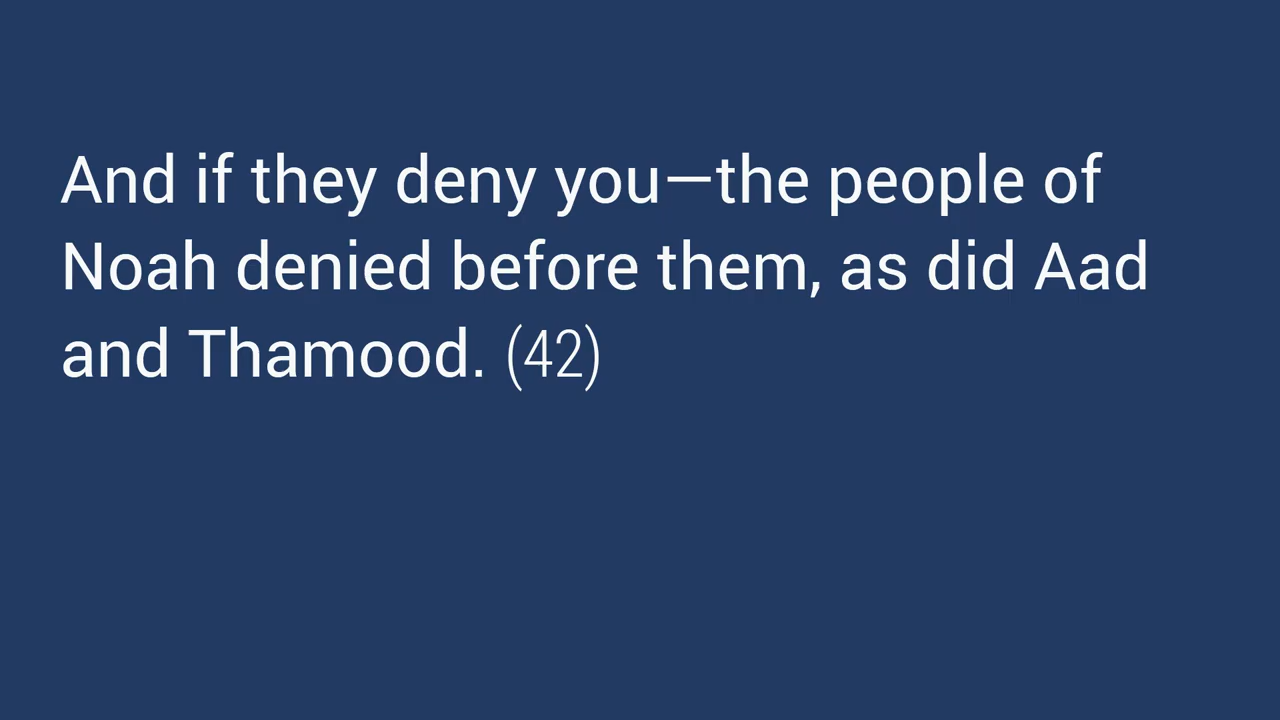 And if they deny you—the people of
Noah denied before them, as did Aad
and Thamood. (42)